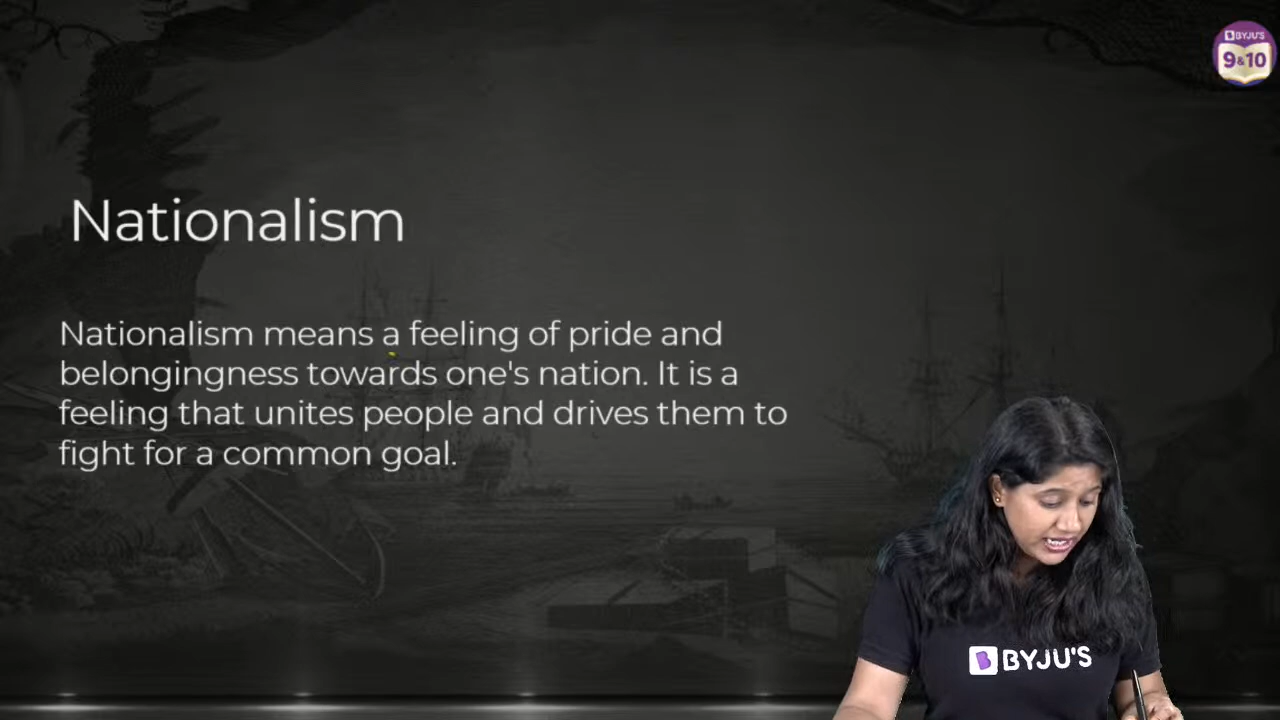 BYJU'S
9&10
Nationalism
Nationalism means a feeling of pride and
belongingness towards one's nation. It is a
feeling that unites people and drives them to
fight for a common goal.
BYJU'S